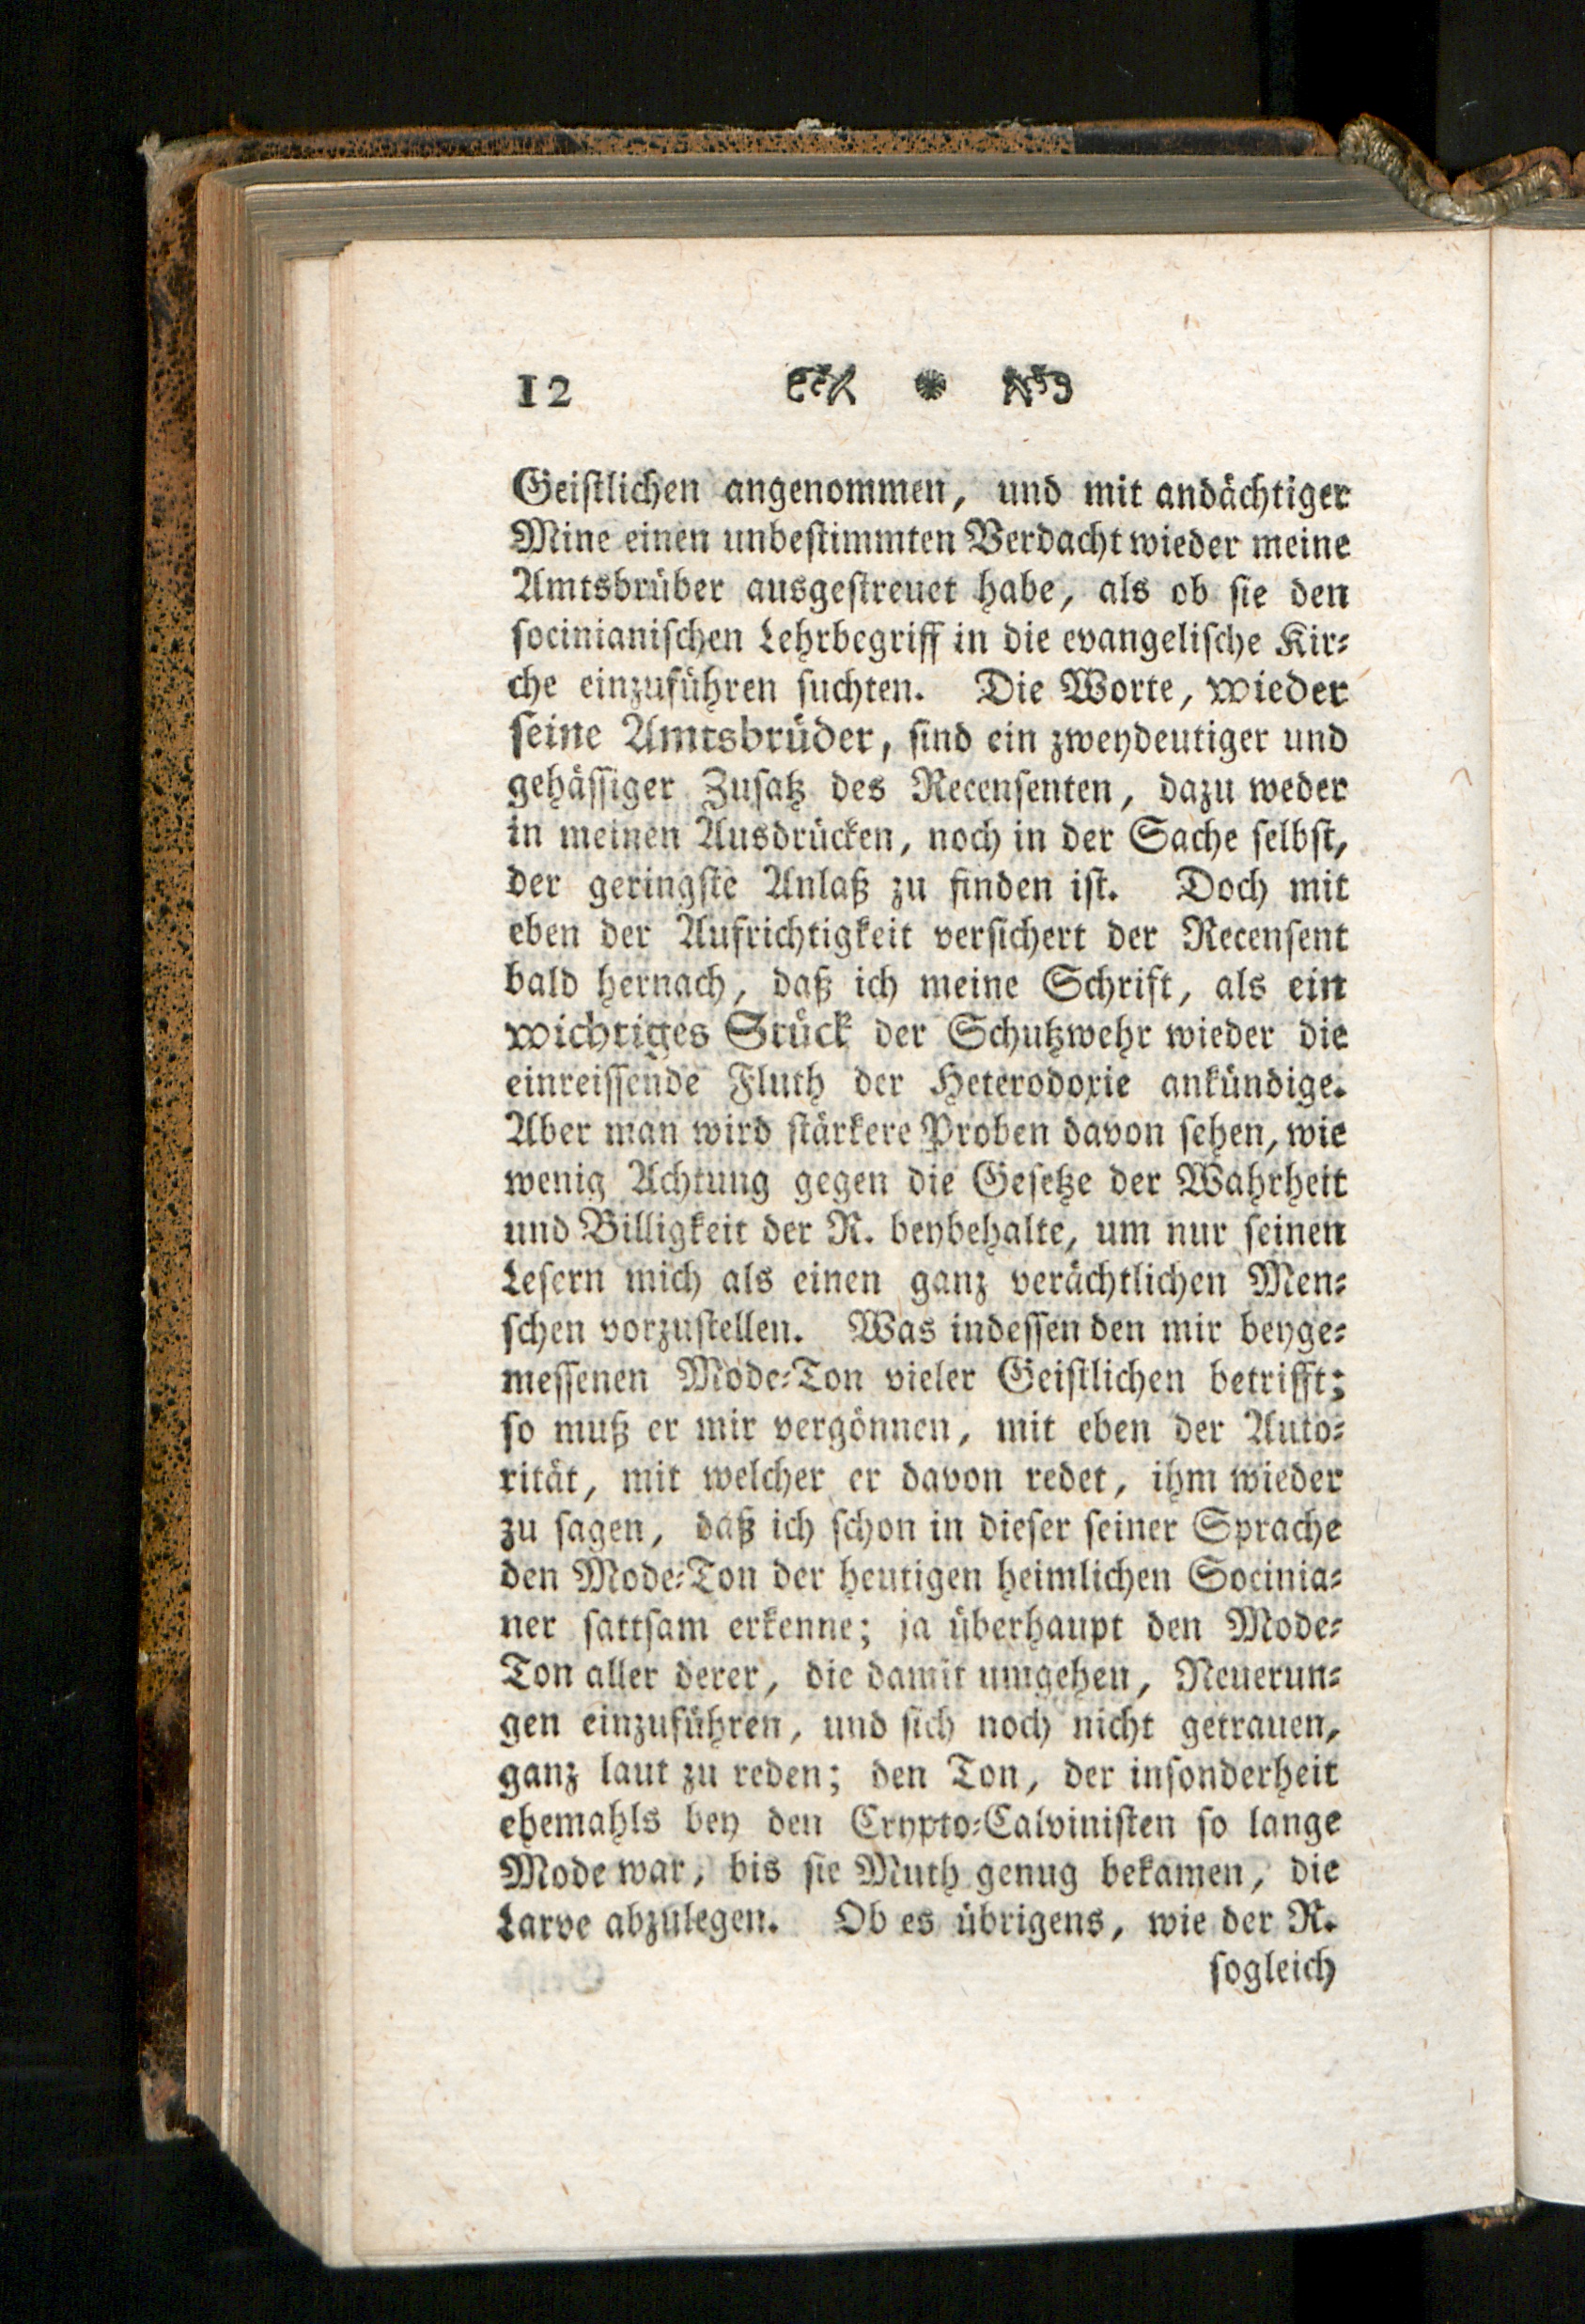 12
Geiſtlichen angenommen, und mit andächtiger
Mine einen unbeſtimmten Verdacht wieder meine
Amtsbrüber ausgeſtreuet habe, als ob ſie den
ſocinianiſchen Lehrbegriff in die evangeliſche Kir⸗
che einzuführen ſuchten. Die Worte, wieder
ſeine Amtsbrüder, ſind ein zweydeutiger und
gehäſſiger Zuſatz des Recenſenten, dazu weder
in meinen Ausdrücken, noch in der Sache ſelbſt,
der geringſte Anlaß zu finden iſt. Doch mit
eben der Aufrichtigkeit verſichert der Recenſent
bald hernach, daß ich meine Schrift, als ein
wichtiges Stück der Schutzwehr wieder die
einreiſſende Fluth der Heterodoxie ankündige.
Aber man wird ſtärkere Proben davon ſehen, wie
wenig Achtung gegen die Geſetze der Wahrheit
und Billigkeit der R. beybehalte, um nur ſeinen
Leſern mich als einen ganz verächtlichen Men⸗
ſchen vorzuſtellen. Was indeſſen den mir beyge⸗
meſſenen Mode⸗Ton vieler Geiſtlichen betrifft;
ſo muß er mir vergönnen, mit eben der Auto⸗
rität, mit welcher er davon redet, ihm wieder
zu ſagen, daß ich ſchon in dieſer ſeiner Sprache
den Mode⸗Ton der heutigen heimlichen Socinia⸗
ner ſattſam erkenne; ja überhaupt den Mode⸗
Ton aller derer, die damit umgehen, Neuerun⸗
gen einzuführen, und ſich noch nicht getrauen,
ganz laut zu reden; den Ton, der inſonderheit
ehemahls bey den Crypto⸗Calviniſten ſo lange
Mode war, bis ſie Muth genug bekamen, die
Larve abzulegen. Ob es übrigens, wie der R.
ſogleich